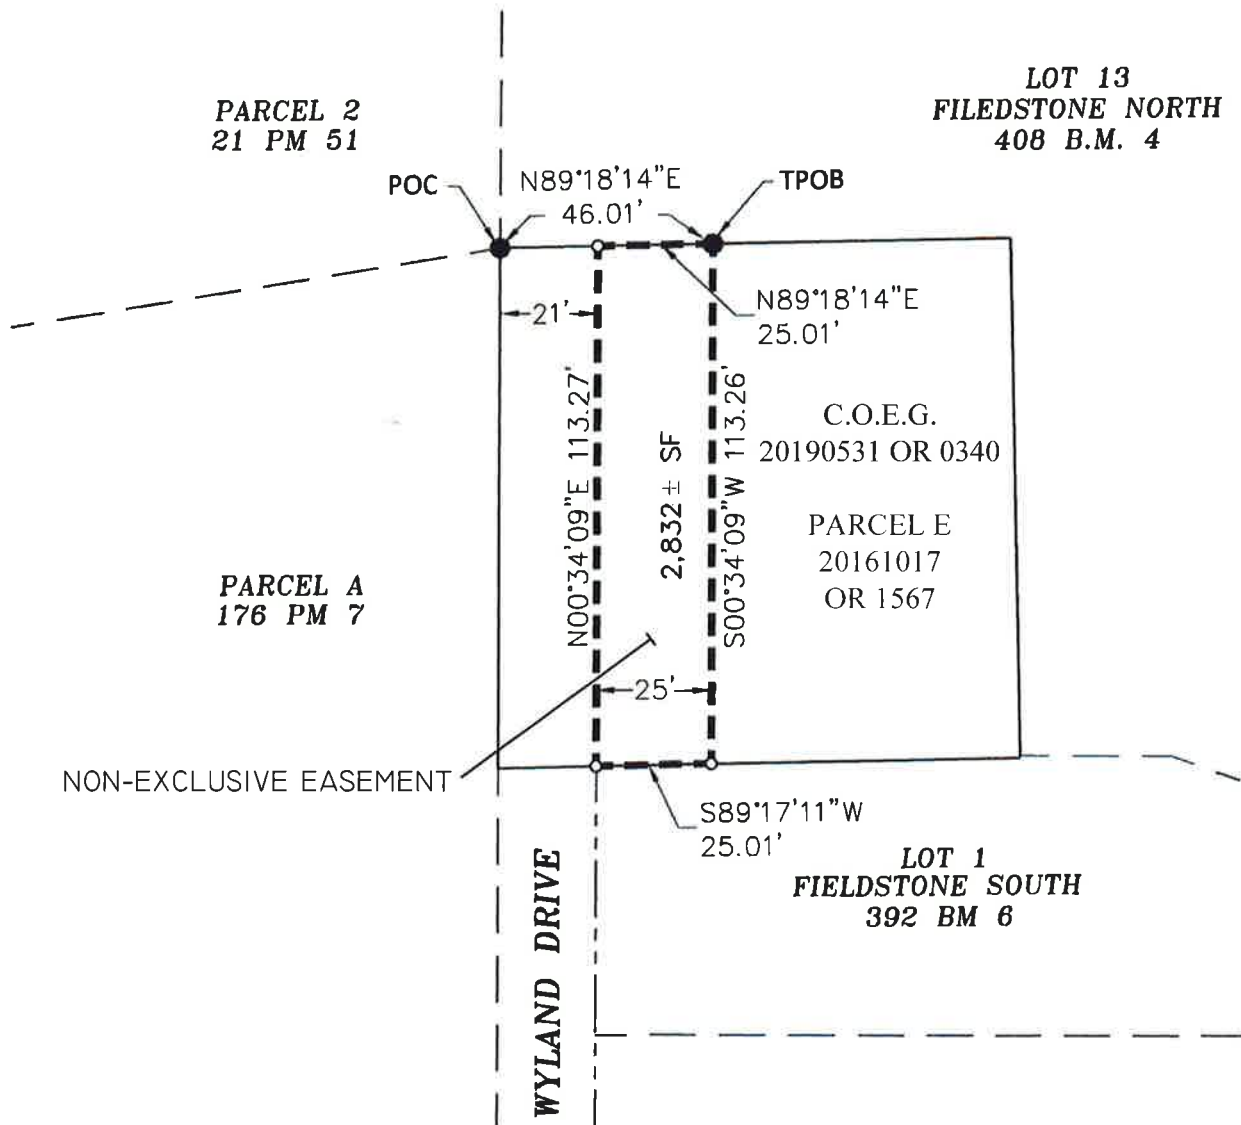 PARCEL 2
21 PM 51
LOT 13
FILEDSTONE NORTH
408 B.M. 4
POC
N89°18'14"E
46.01'
TPOB
21'
N89°18'14"E
25.01'
N00°34'09"E 113.27'
2,832± SF
S00°34'09"W 113.26'
C.O.E.G.
20190531 OR 0340
PARCEL E
20161017
OR 1567
PARCEL A
176 PM 7
25'
NON-EXCLUSIVE EASEMENT
S89°17'11"W
25.01'
LOT 1
FIELDSTONE SOUTH
392 BM 6
WYLAND DRIVE